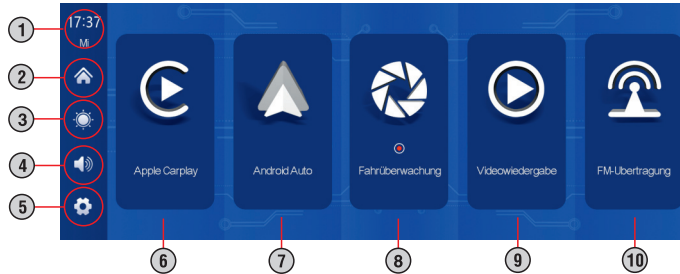 1
17:37
Mi
2
3
4
5
Apple Carplay
Android Auto
Fahrüberwachung
Videowiedergabe
FM-Ubertragung
6
7
8
9
10